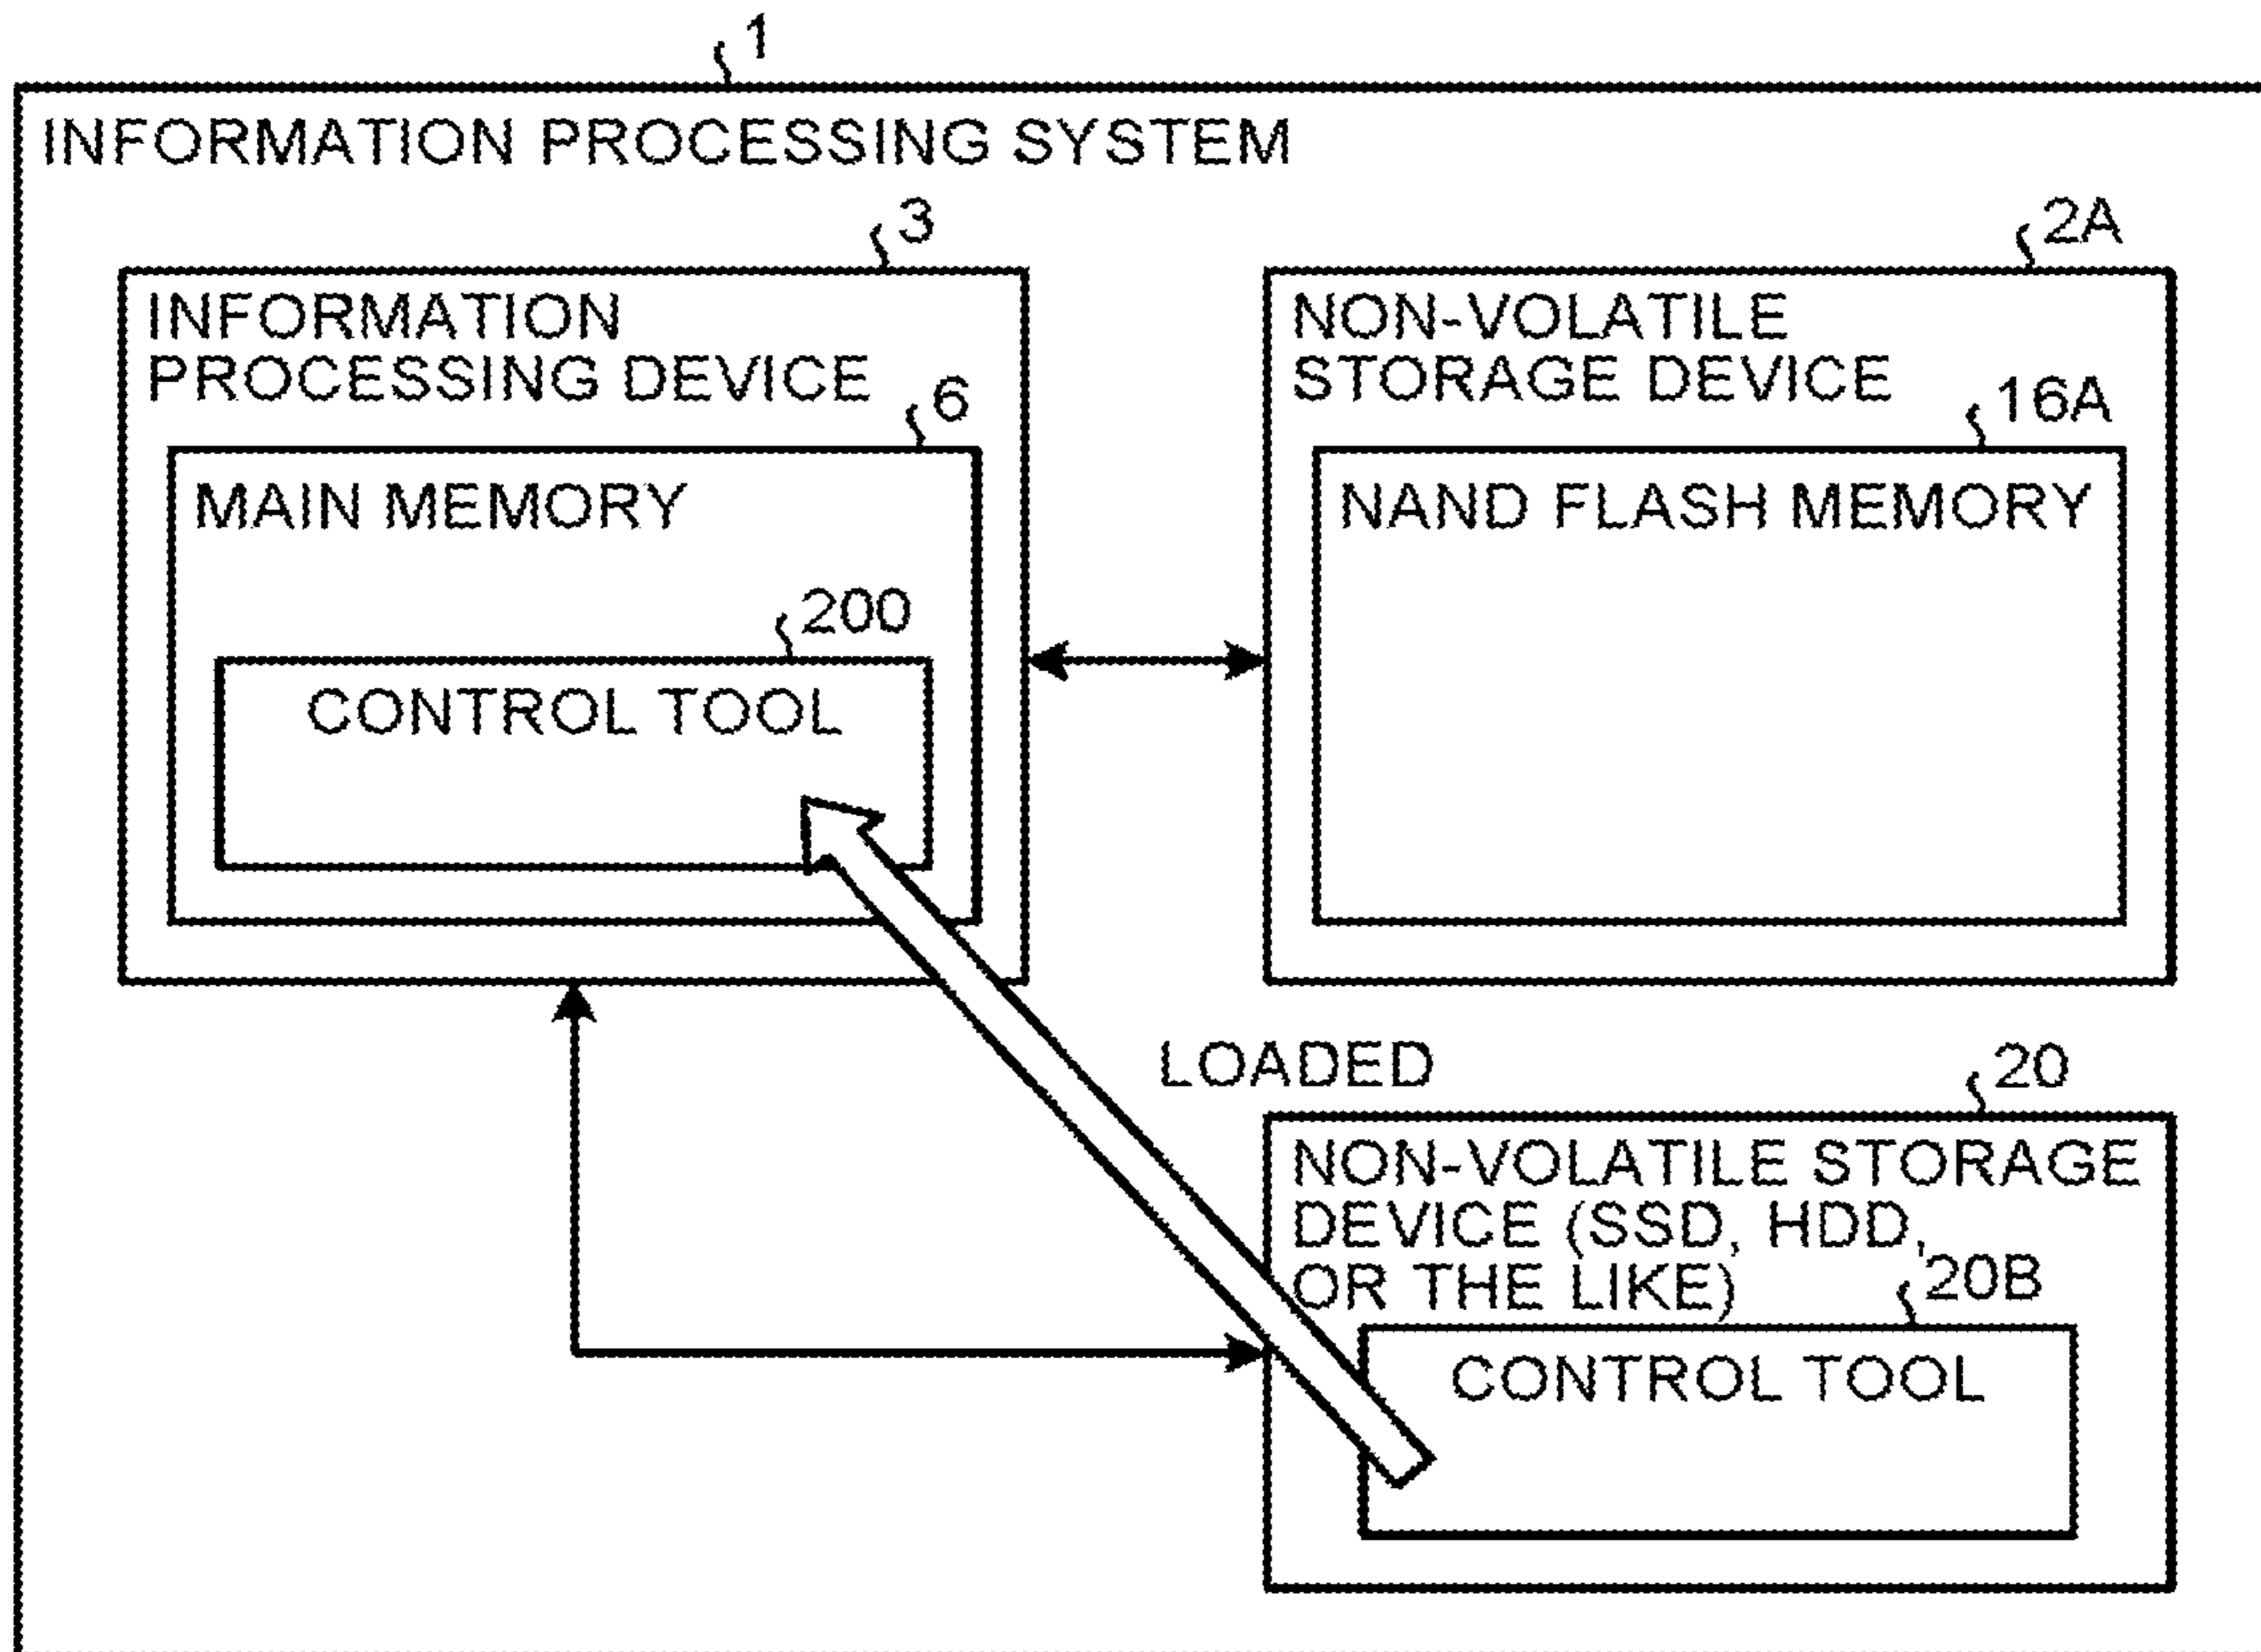 1
INFORMATION PROCESSING SYSTEM
3
INFORMATION
PROCESSING DEVICE
6
MAIN MEMORY
200
CONTROL TOOL
2A
NON-VOLATILE
STORAGE DEVICE
16A
NAND FLASH MEMORY
LOADED
20
NON-VOLATILE STORAGE
DEVICE (SSD, HDD,
OR THE LIKE)
20B
CONTROL TOOL